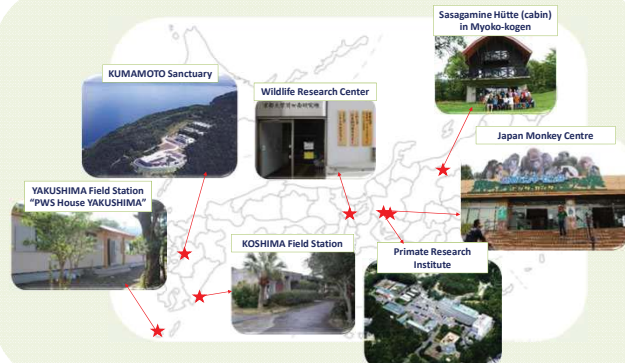 Sasagamine Hütte (cabin)
in Myoko-kogen
KUMAMOTO Sanctuary
Wildlife Research Center
Japan Monkey Centre
YAKUSHIMA Field Station
"PWS House YAKUSHIMA"
KOSHIMA Field Station
Primate Research
Institute